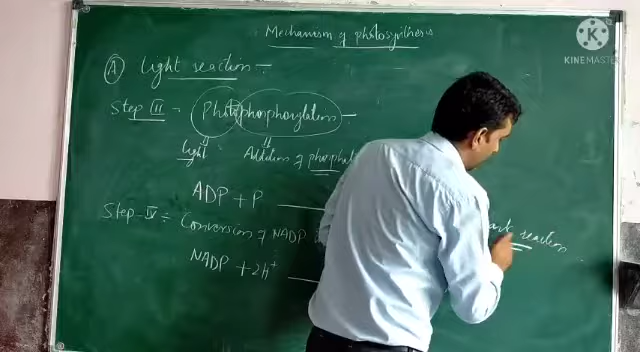 Mechanism of photosynthesis
KINEMASTER
(A) Light reaction :-
Step III - Photophosphorylation -
Light Addition of phosphate
ADP + P
Step-IV ÷ Conversion of NADP
dark reaction
NADP + 2H+